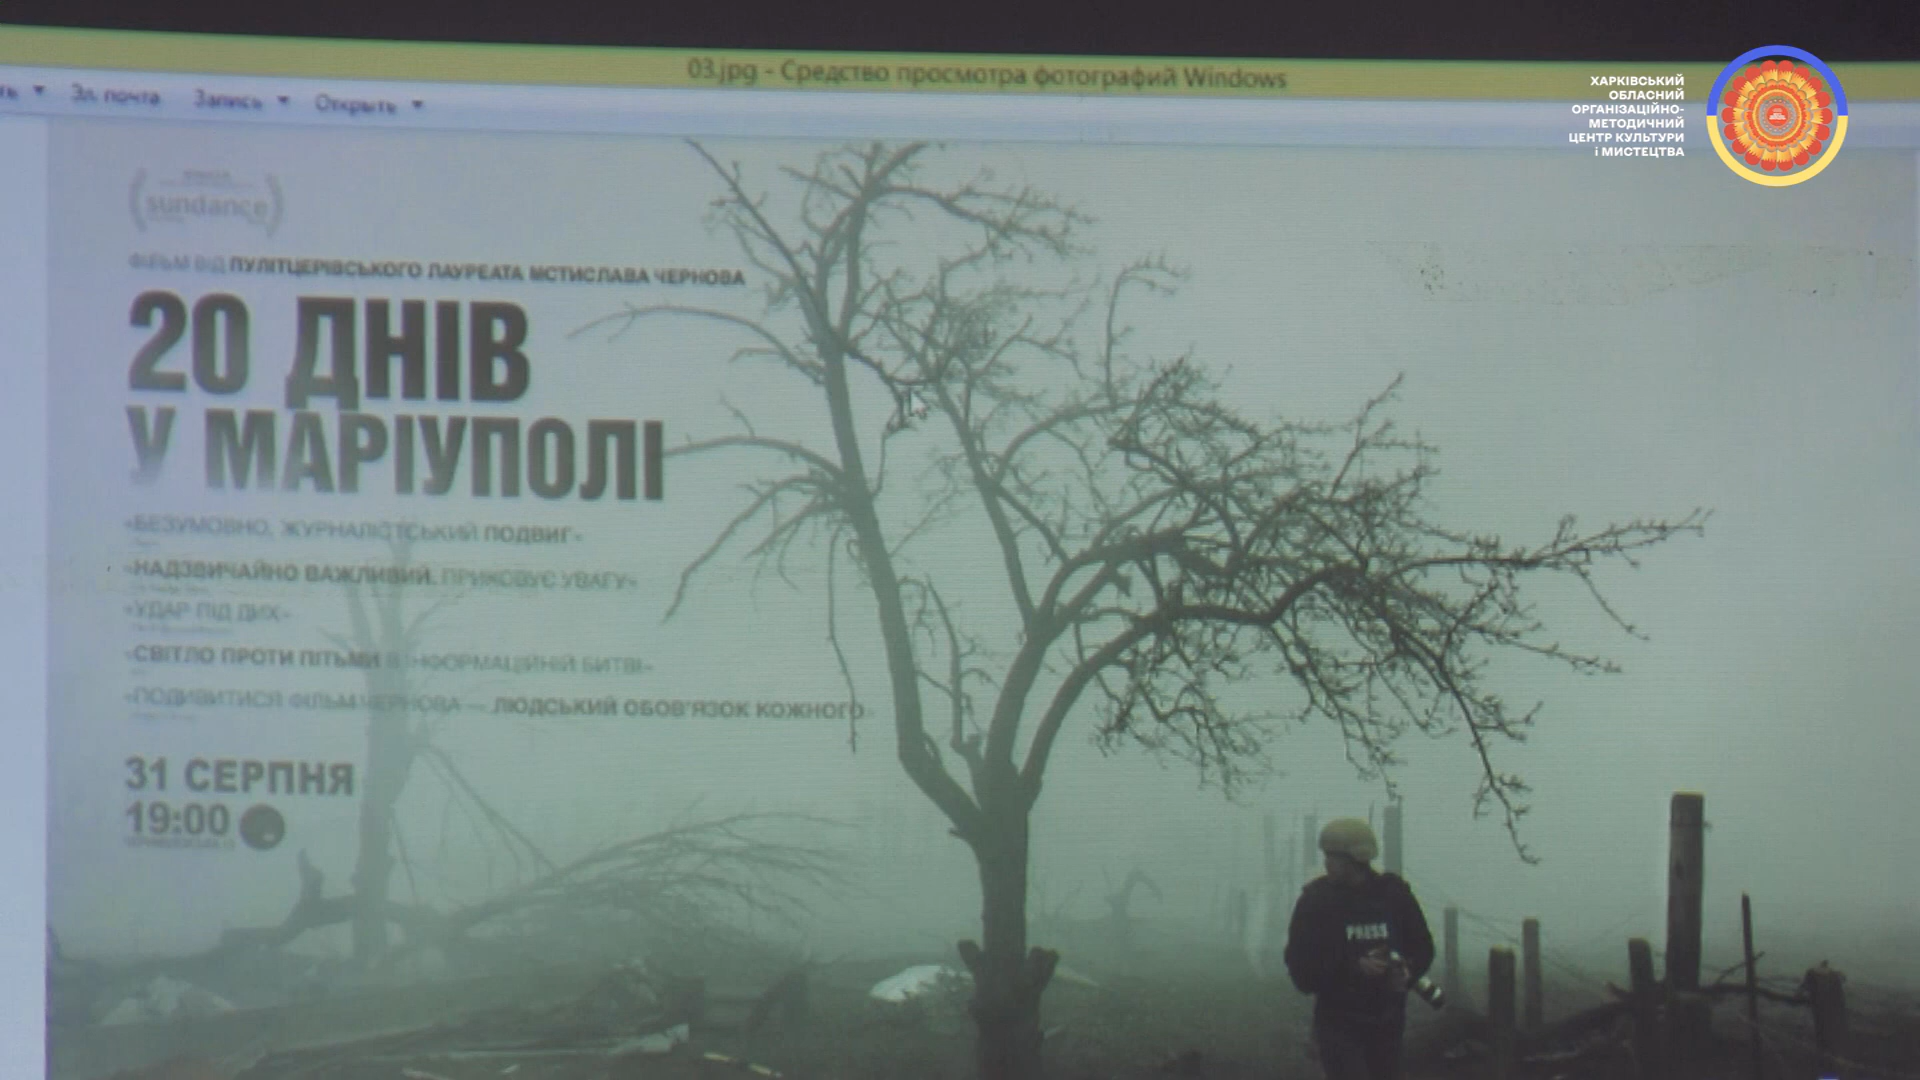 03.jpg - Средство просмотра фотографий Windows
Эл. почта Запись Открыть
ХАРКІВСЬКИЙ
ОБЛАСНИЙ
ОРГАНІЗАЦІЙНО-
МЕТОДИЧНИЙ
ЦЕНТР КУЛЬТУРИ
і МИСТЕЦТВА
sundance
ФІЛЬМ ВІД ПУЛІТЦЕРІВСЬКОГО ЛАУРЕАТА МСТИСЛАВА ЧЕРНОВА
20 ДНІВ
У МАРІУПОЛІ
«БЕЗУМОВНО, ЖУРНАЛІСТСЬКИЙ ПОДВИГ»
«НАДЗВИЧАЙНО ВАЖЛИВИЙ. ПРИКОВУЄ УВАГУ»
«УДАР ПІД ДИХ»
«СВІТЛО ПРОТИ ПІТЬМИ В ІНФОРМАЦІЙНІЙ БИТВІ»
«ПОДИВИТИСЯ ФІЛЬМ ЧЕРНОВА — ЛЮДСЬКИЙ ОБОВ'ЯЗОК КОЖНОГО»
31 СЕРПНЯ
19:00
PRESS